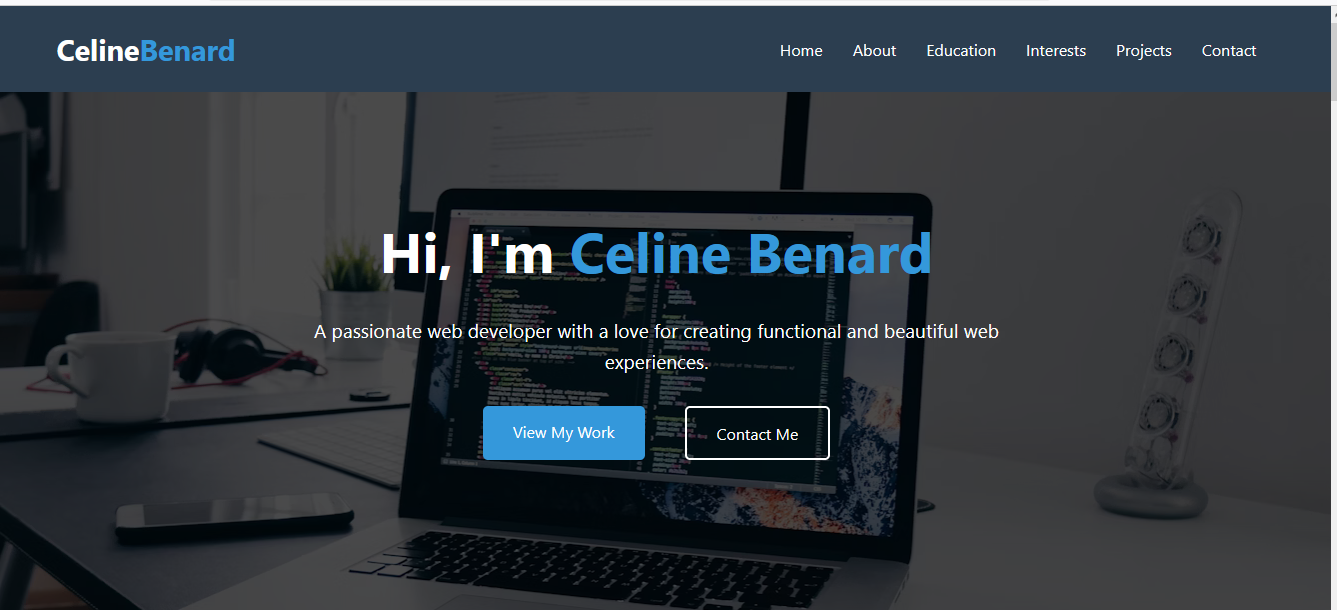 CelineBenard
Home About Education Interests Projects Contact
Hi, I'm Celine Benard
A passionate web developer with a love for creating functional and beautiful web
experiences.
View My Work Contact Me